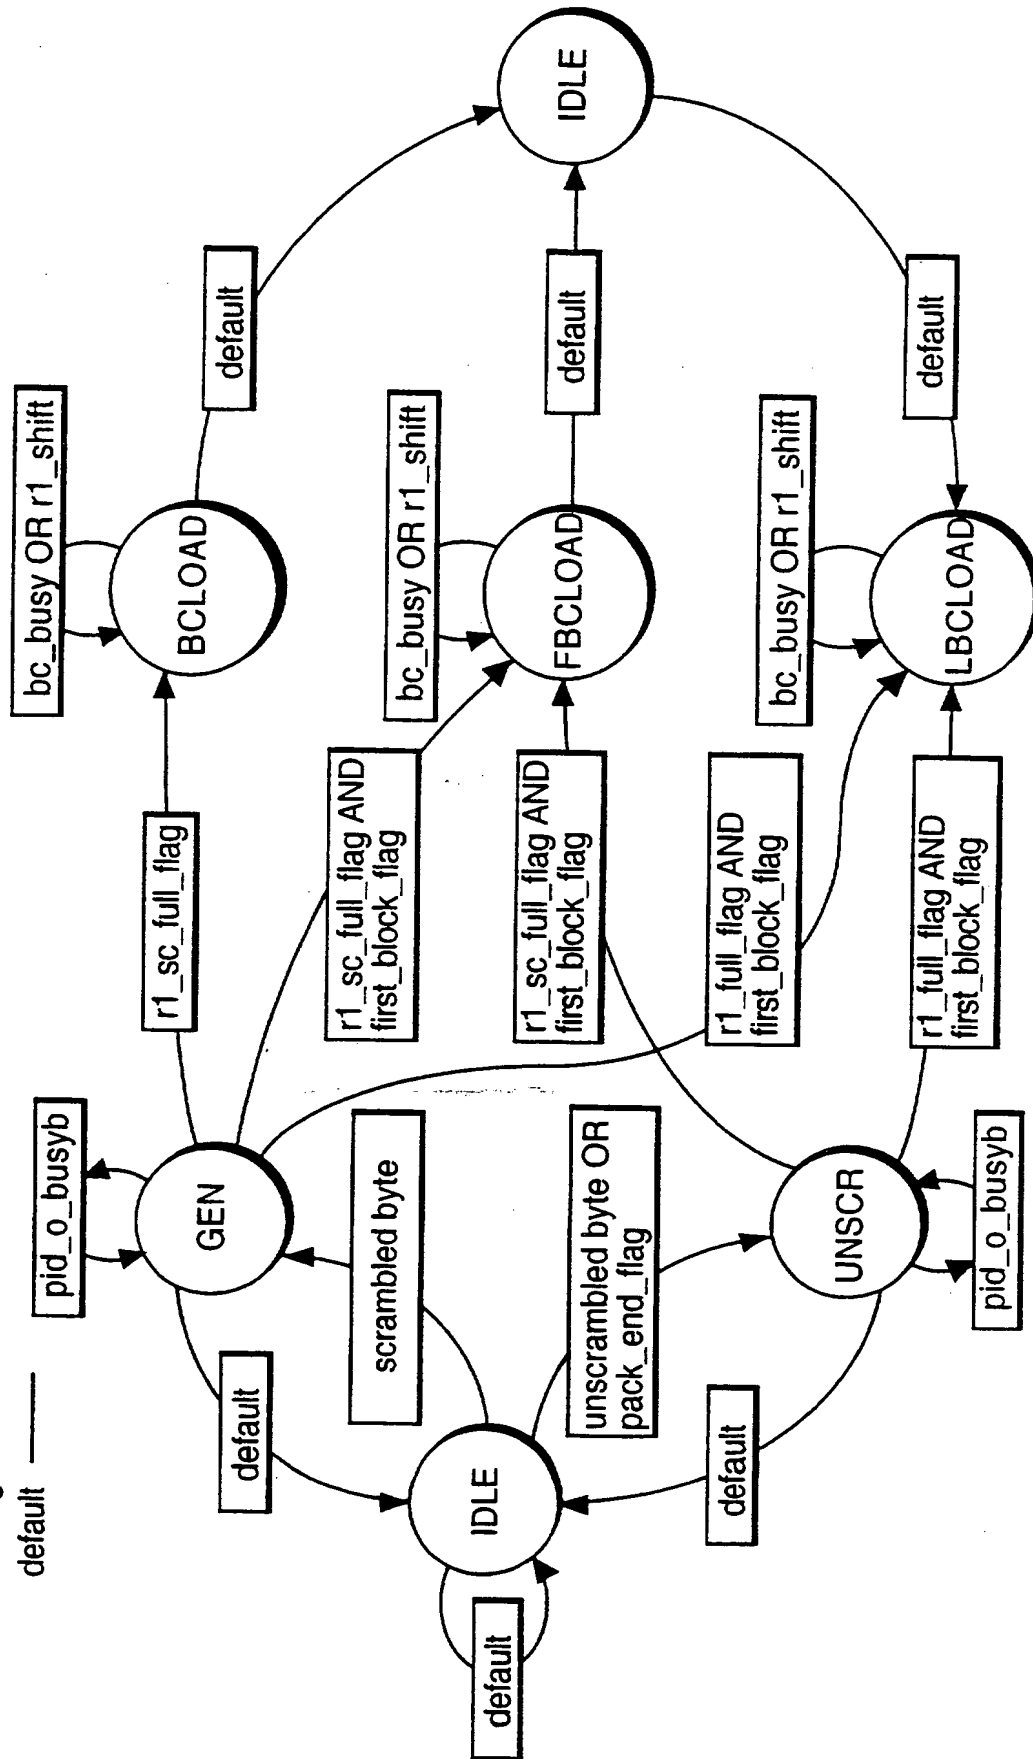 default
pid_o_busyb
bc_busy OR r1_shift
r1_sc_full_flag
BCLOAD
GEN
default
default
r1_sc_full_flag AND
first_block_flag
scrambled byte
bc_busy OR r1_shift
IDLE
default
r1_sc_full_flag AND
first_block_flag
FBCLOAD
default
IDLE
unscrambled byte OR
pack_end_flag
default
r1_full_flag AND
first_block_flag
bc_busy OR r1_shift
UNSCR
r1_full_flag AND
first_block_flag
default
LBCLOAD
pid_o_busyb